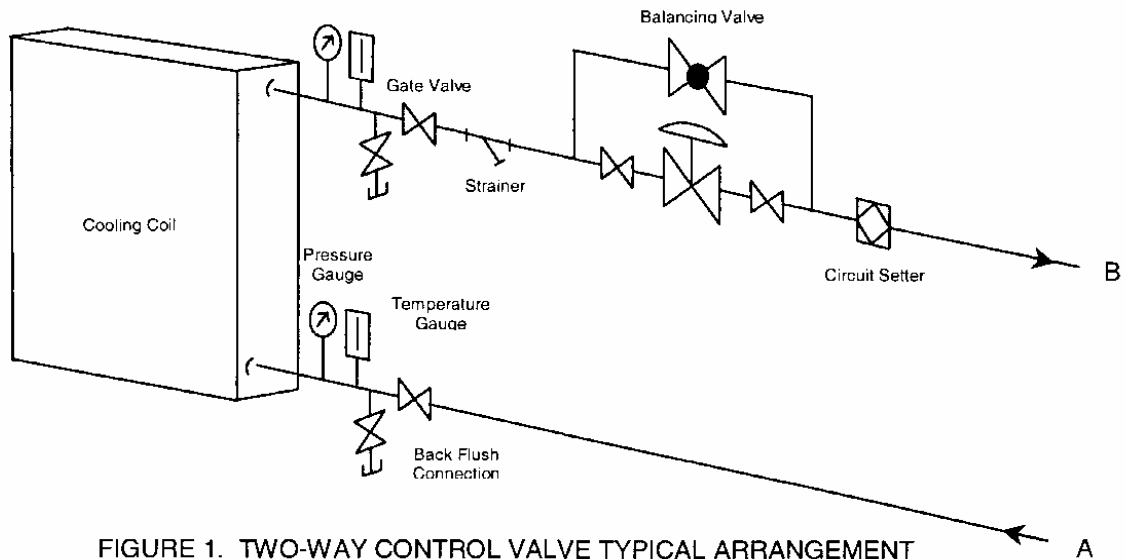 Balancing Valve
Gate Valve
Strainer
Cooling Coil
B
Pressure
Gauge
Circuit Setter
Temperature
Gauge
Back Flush
Connection
FIGURE 1. TWO-WAY CONTROL VALVE TYPICAL ARRANGEMENT
A